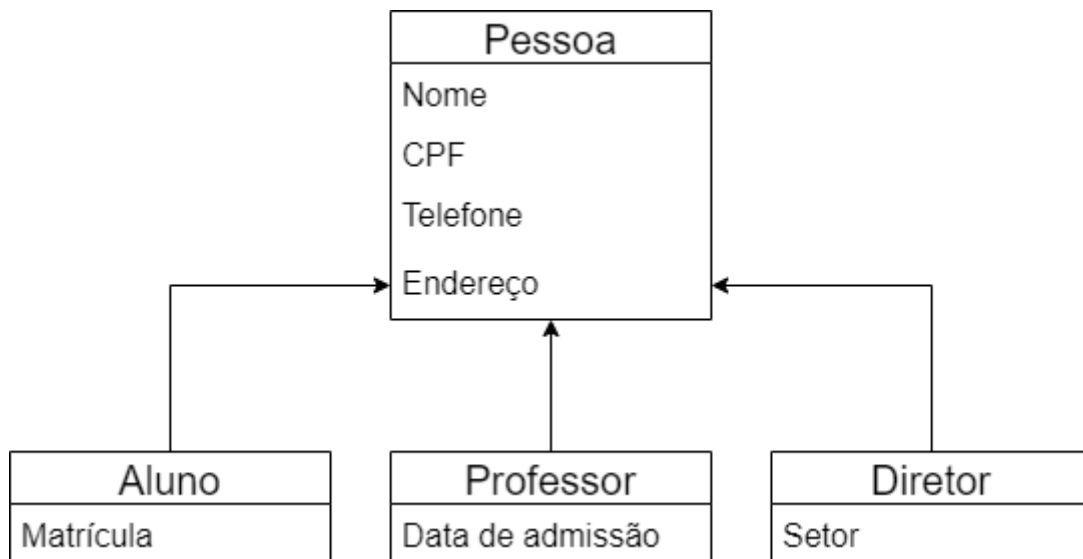 Pessoa
Nome
CPF
Telefone
Endereço
Aluno
Matrícula
Professor
Data de admissão
Diretor
Setor